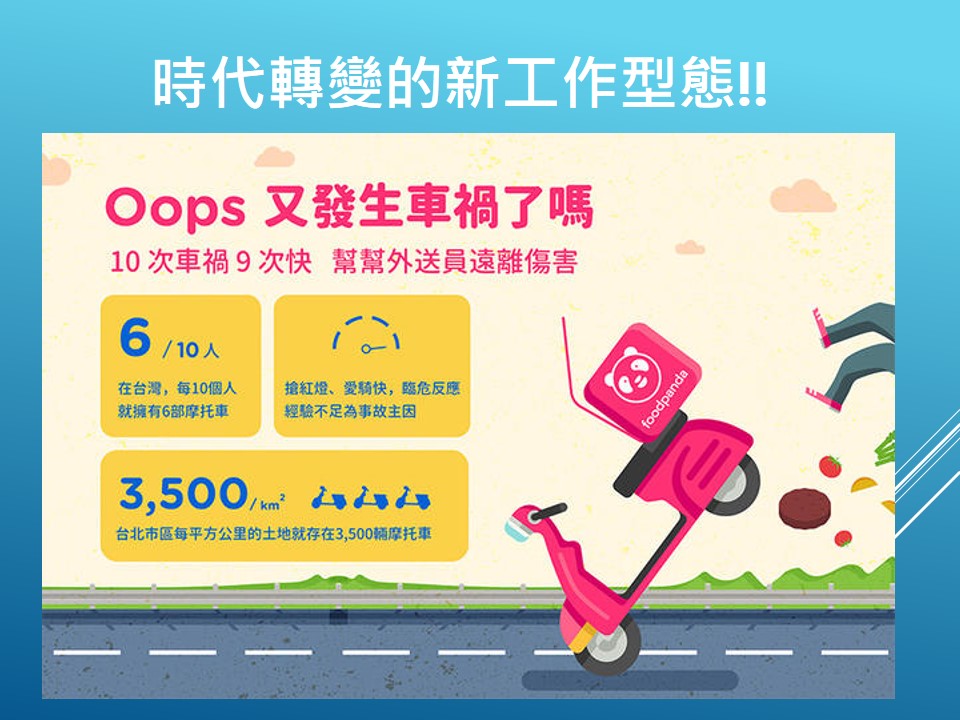 時代轉變的新工作型態!!
Oops 又發生車禍了嗎
10 次車禍 9 次快 幫幫外送員遠離傷害
6 / 10 人
在台灣，每10個人
就擁有6部摩托車
搶紅燈、愛騎快，臨危反應
經驗不足為事故主因
3,500 / km²
台北市區每平方公里的土地就存在3,500輛摩托車
foodpanda